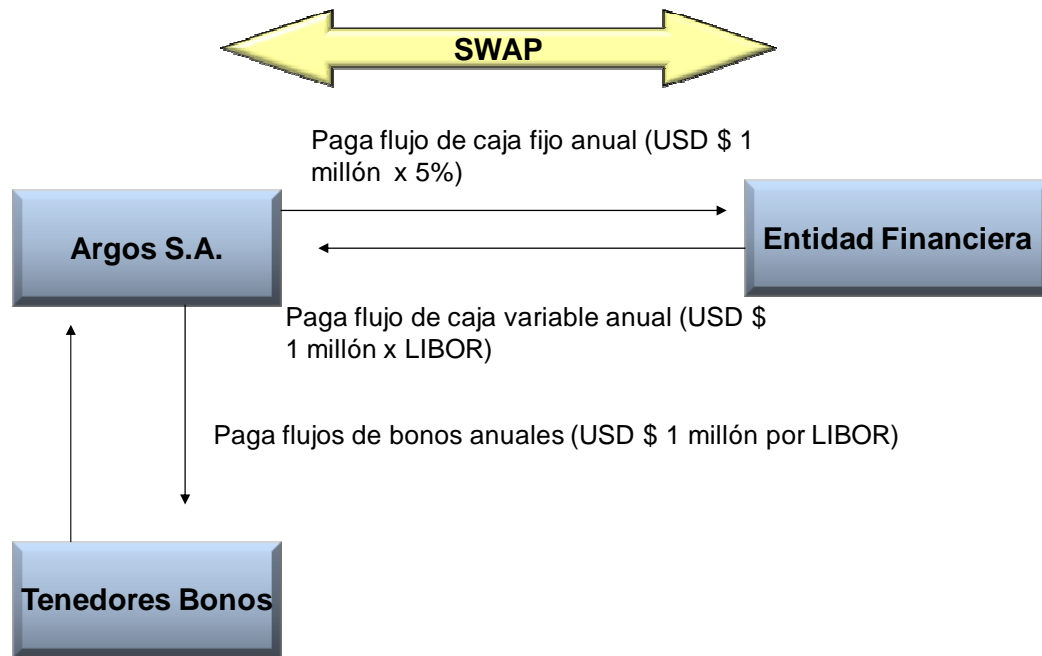 SWAP
Paga flujo de caja fijo anual (USD $ 1
millón x 5%)
Argos S.A.
Entidad Financiera
Paga flujo de caja variable anual (USD $
1 millón x LIBOR)
Paga flujos de bonos anuales (USD $ 1 millón por LIBOR)
Tenedores Bonos